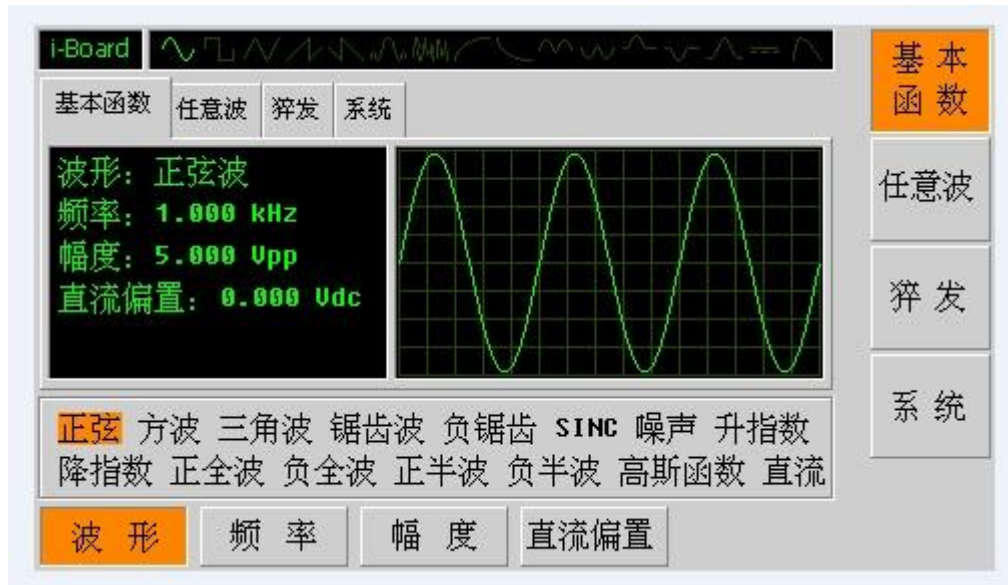 i-Board
基本函数 任意波 猝发 系统
波形：正弦波
频率：1.000 kHz
幅度：5.000 Vpp
直流偏置：0.000 Vdc
正弦 方波 三角波 锯齿波 负锯齿 SINC 噪声 升指数
降指数 正全波 负全波 正半波 负半波 高斯函数 直流
波形 频率 幅度 直流偏置
基本
函数
任意波
猝发
系统